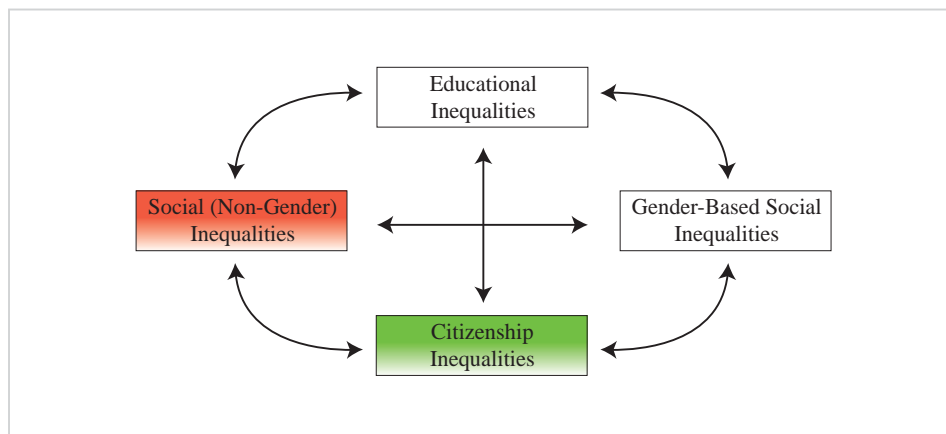 Educational
Inequalities
Social (Non-Gender)
Inequalities
Gender-Based Social
Inequalities
Citizenship
Inequalities